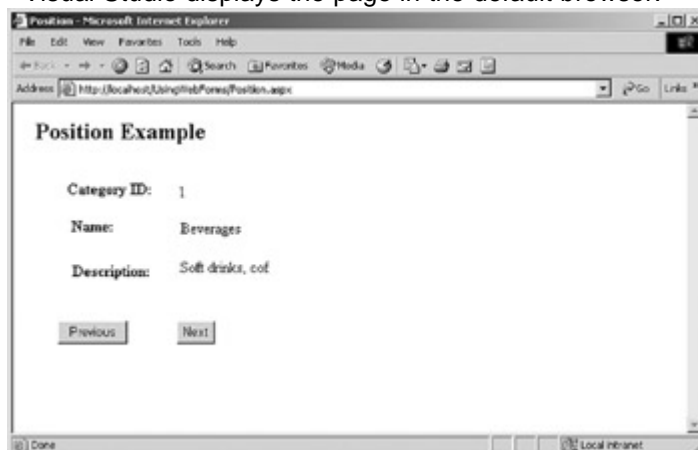 Visual Studio displays the page in the default browser.
Position - Microsoft Internet Explorer
File Edit View Favorites Tools Help
Back Search Favorites Media
Address http://localhost/UsingWebForms/Position.aspx Go Links
Position Example
Category ID: 1
Name: Beverages
Description: Soft drinks, cof
Previous Next
Done Local intranet